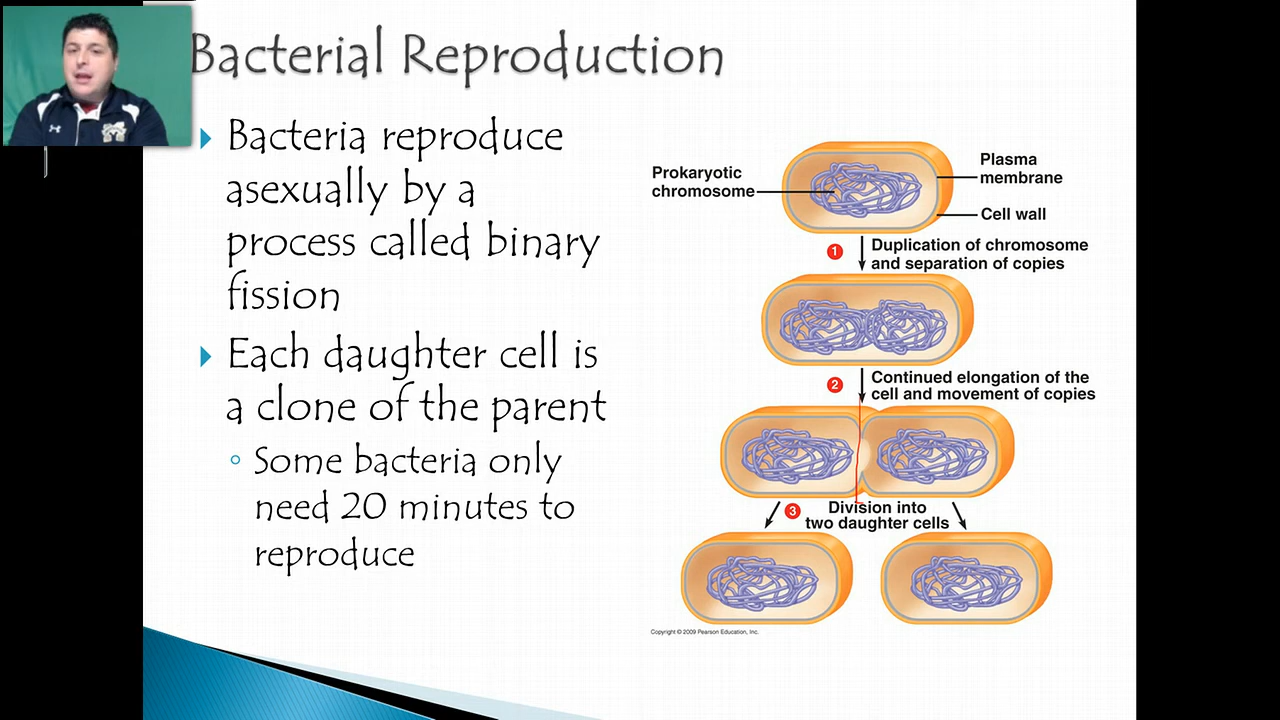 Bacterial Reproduction
Bacteria reproduce
asexually by a
process called binary
fission
Each daughter cell is
a clone of the parent
Some bacteria only
need 20 minutes to
reproduce
Prokaryotic
chromosome
Plasma
membrane
Cell wall
1
Duplication of chromosome
and separation of copies
2
Continued elongation of the
cell and movement of copies
3
Division into
two daughter cells
Copyright © 2009 Pearson Education, Inc.